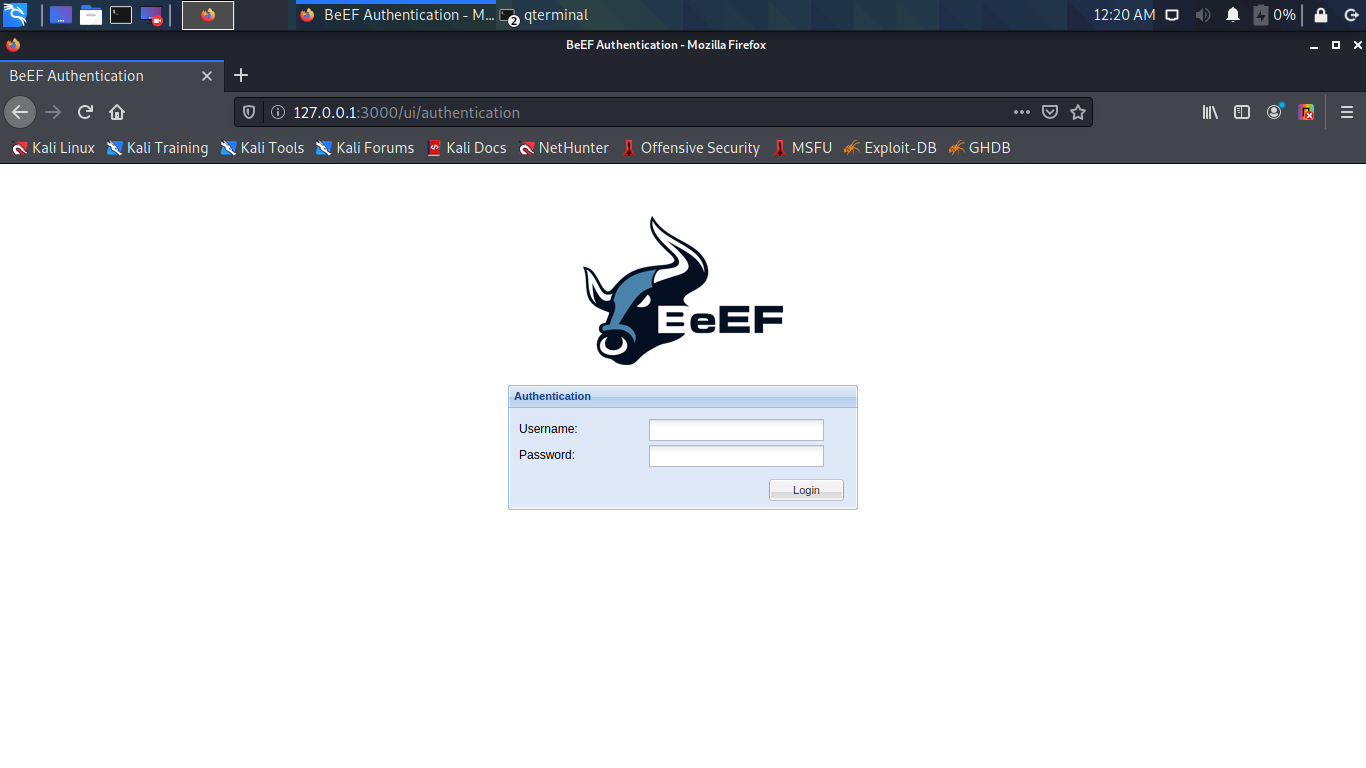 BeEF Authentication - M... 2 qterminal 12:20 AM 0%
BeEF Authentication - Mozilla Firefox
BeEF Authentication
127.0.0.1:3000/ui/authentication
Kali Linux Kali Training Kali Tools Kali Forums Kali Docs NetHunter Offensive Security MSFU Exploit-DB GHDB
BeEF
Authentication
Username:
Password:
Login